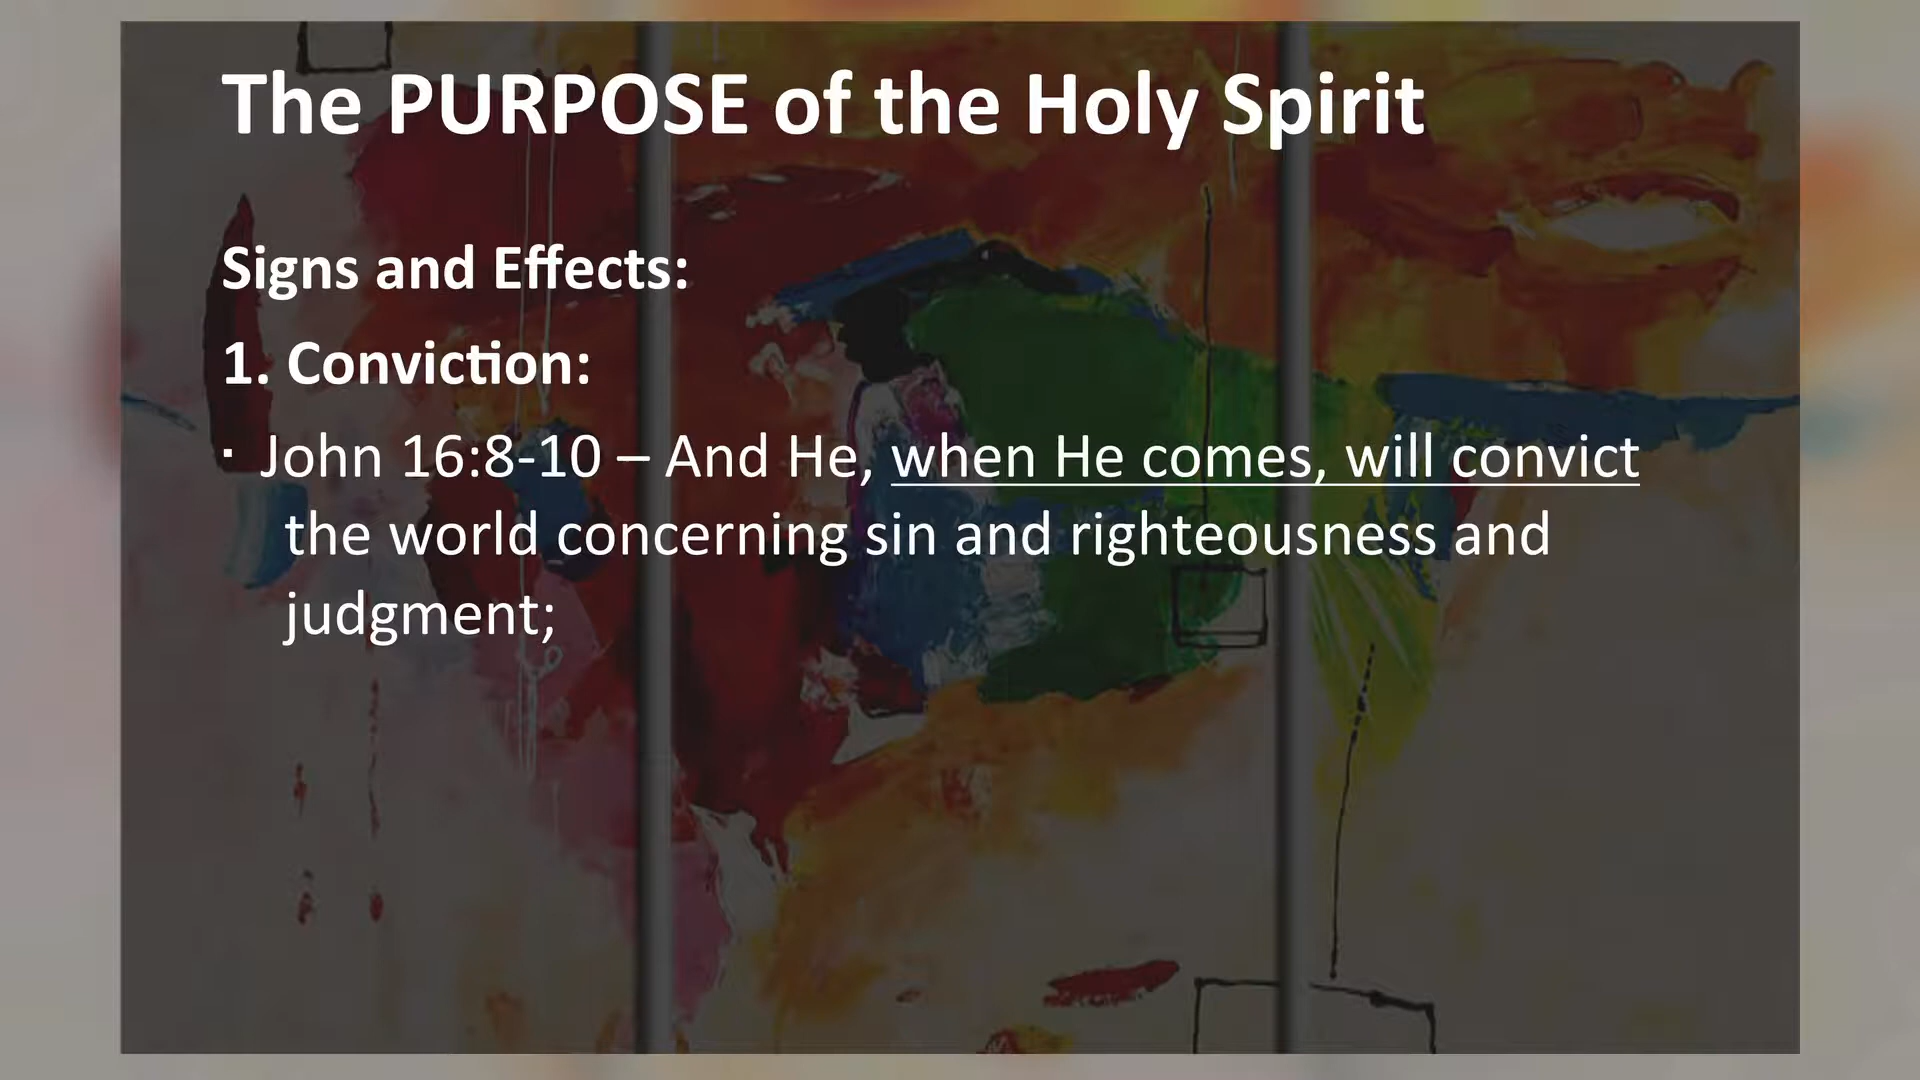 The PURPOSE of the Holy Spirit
Signs and Effects:
1. Conviction:
▪ John 16:8-10 – And He, when He comes, will convict
the world concerning sin and righteousness and
judgment;